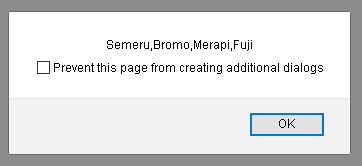 Semeru,Bromo,Merapi,Fuji
Prevent this page from creating additional dialogs
OK